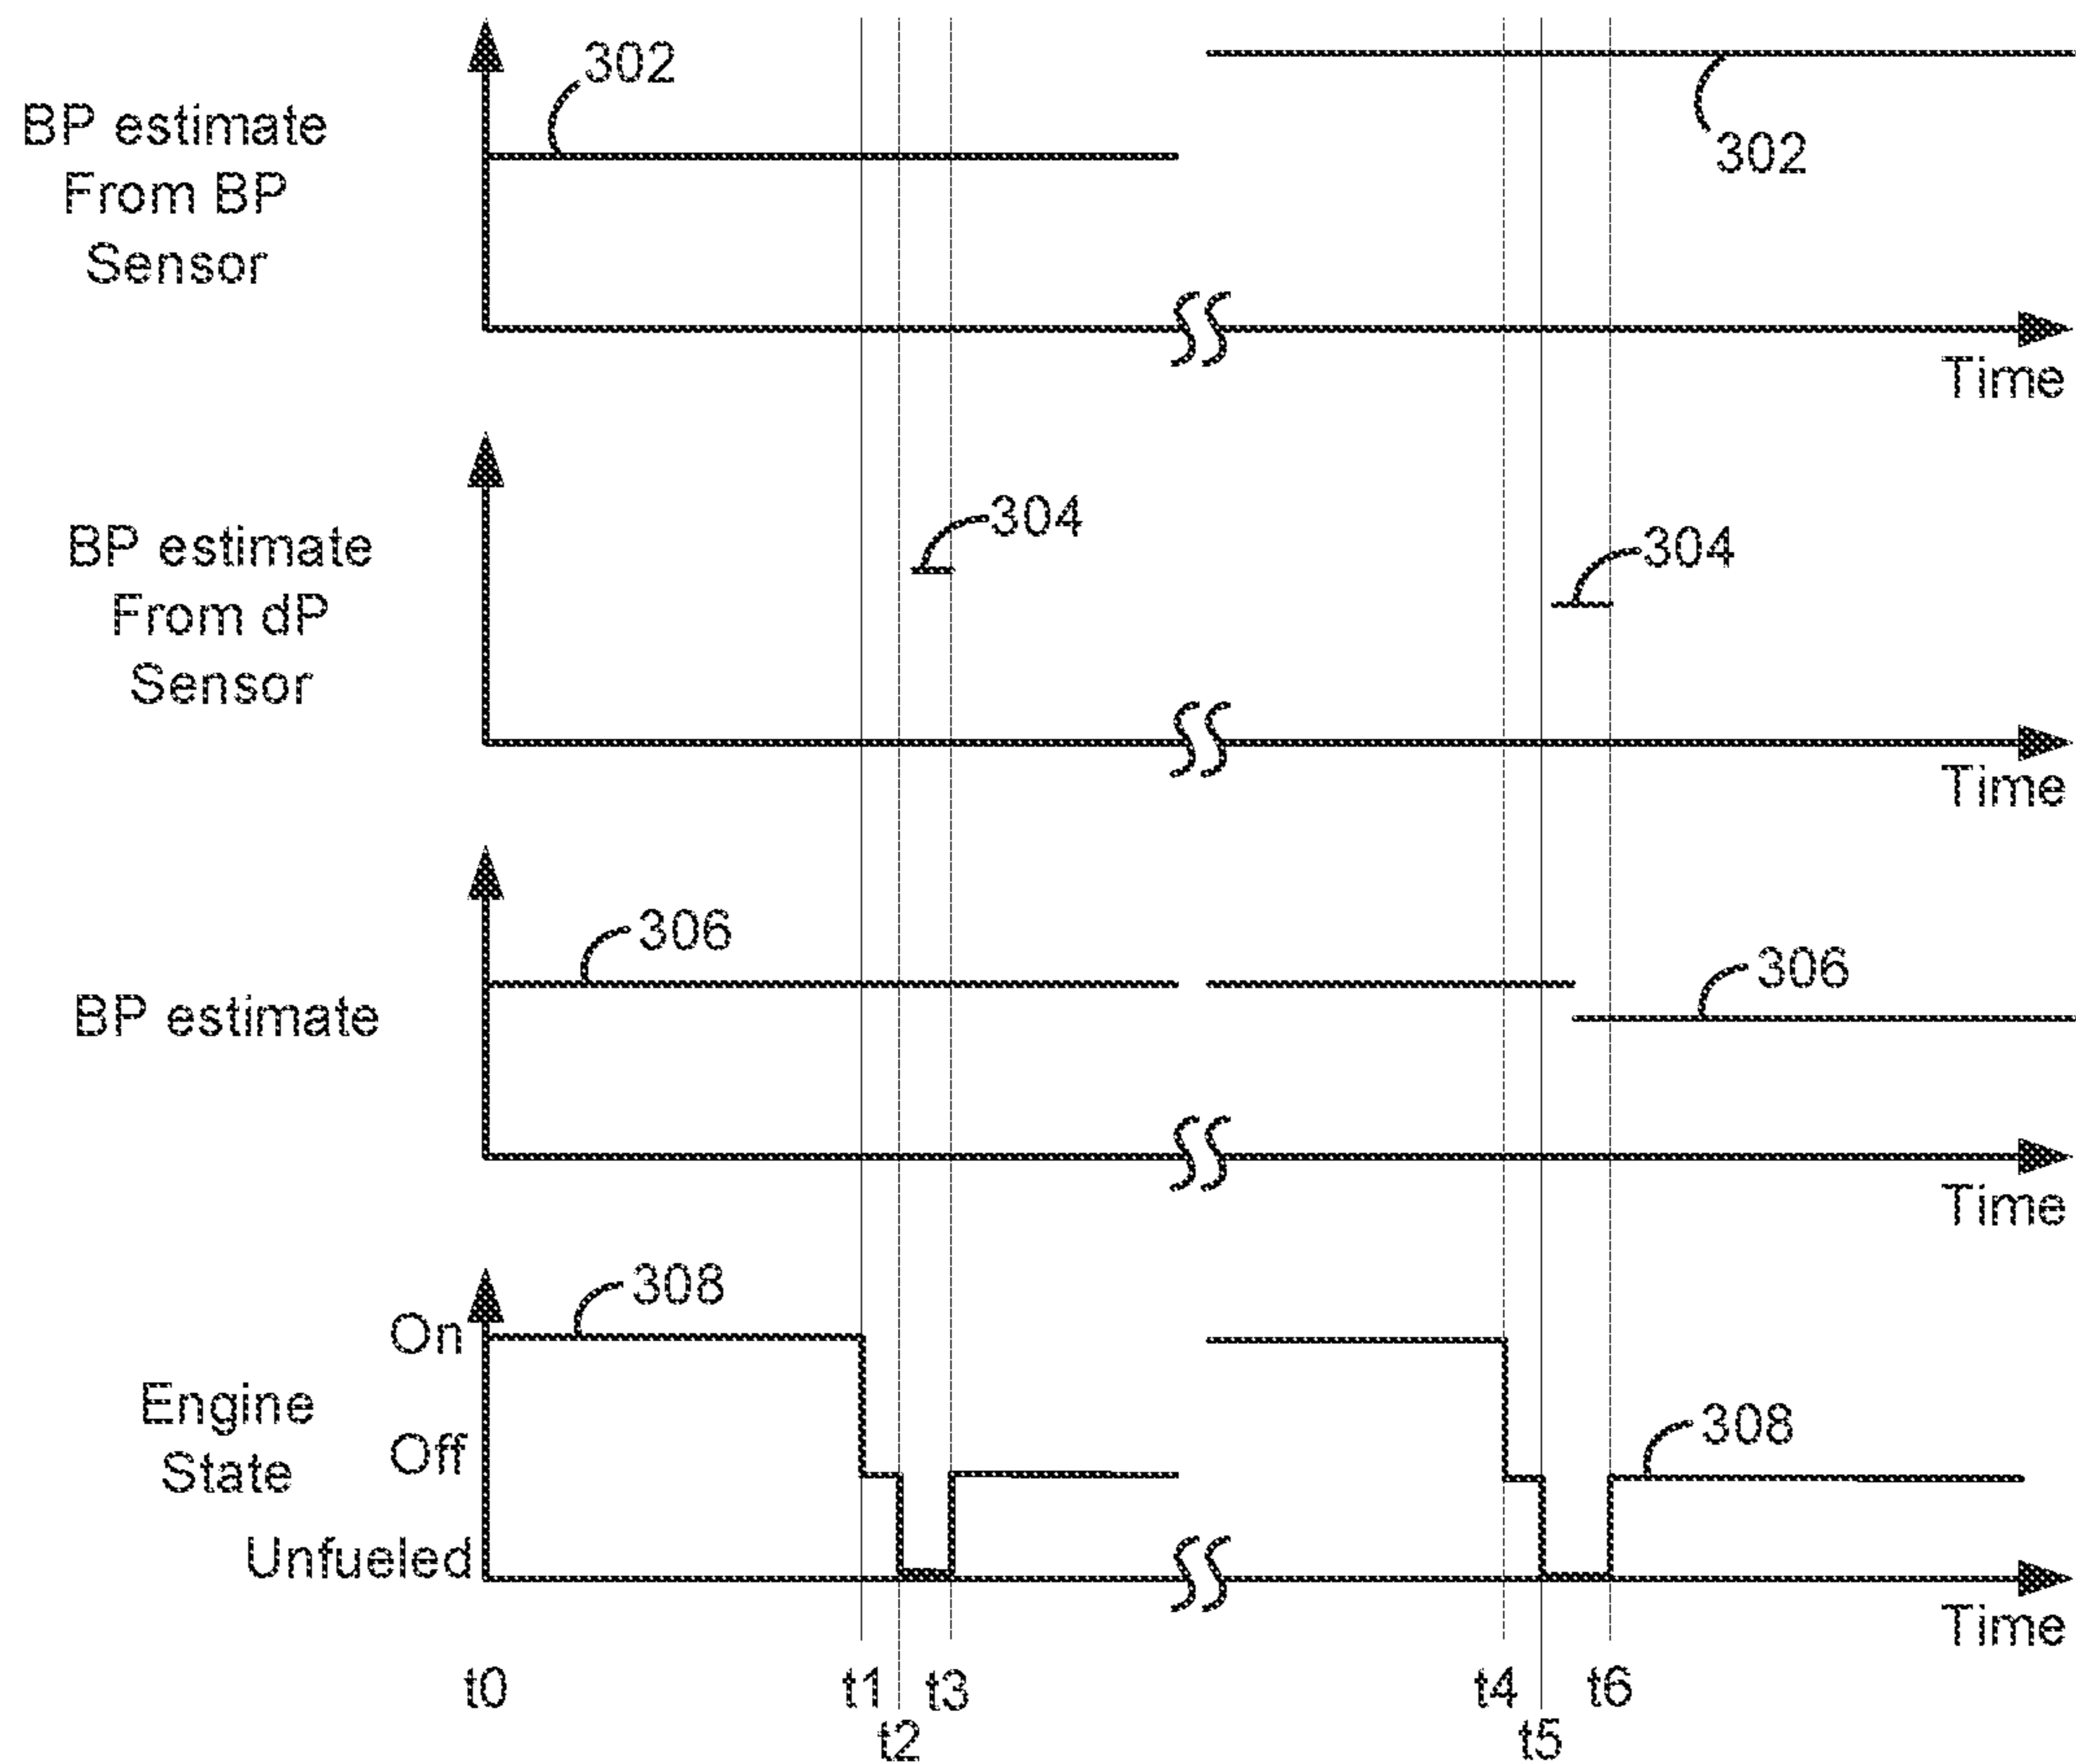 302
BP estimate
From BP
Sensor
302
Time
304
BP estimate
From dP
Sensor
304
Time
306
BP estimate
306
Time
308
On
Engine
State
Off
308
Unfueled
Time
t0
t1
t2
t3
t4
t5
t6